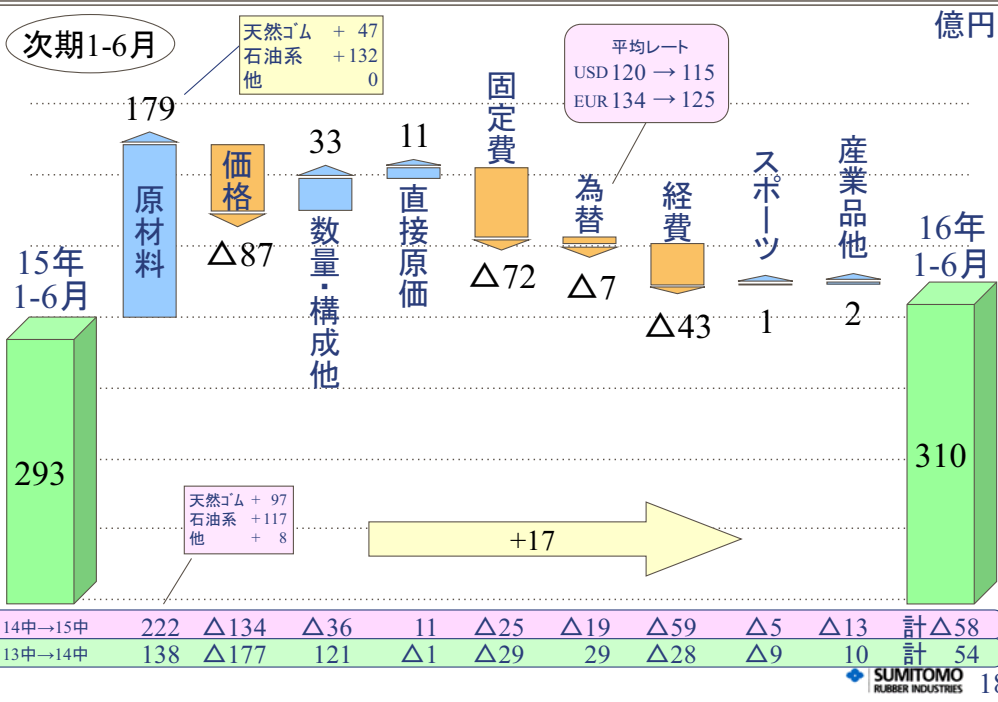 億円
次期1-6月
天然ゴム + 47
石油系 +132
他 0
平均レート
USD 120 → 115
EUR 134 → 125
179
原材料
価格
△87
33
数量・構成他
11
直接原価
固定費
△72
為替
△7
経費
△43
スポーツ
1
産業品他
2
15年
1-6月
293
16年
1-6月
310
天然ゴム + 97
石油系 +117
他 + 8
+17
14中→15中 222 △134 △36 11 △25 △19 △59 △5 △13 計△58
13中→14中 138 △177 121 △1 △29 29 △28 △9 10 計 54
SUMITOMO
RUBBER INDUSTRIES
18